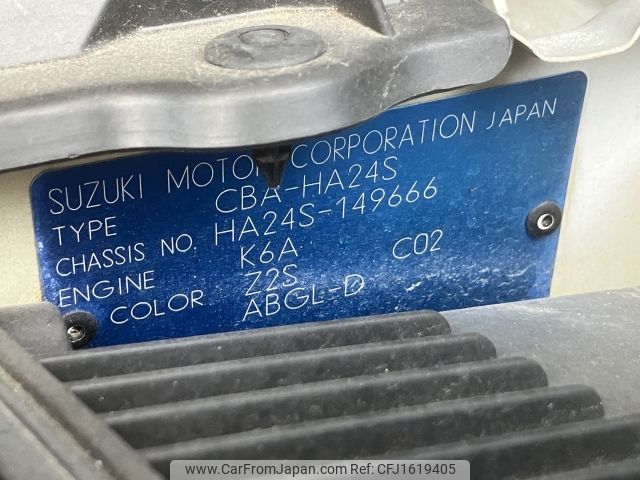 SUZUKI MOTOR CORPORATION JAPAN
TYPE CBA-HA24S
CHASSIS NO. HA24S-149666
ENGINE K6A C02
COLOR Z2S
ABGL-D
www.CarFromJapan.com | Ref.No: CFJ1619405